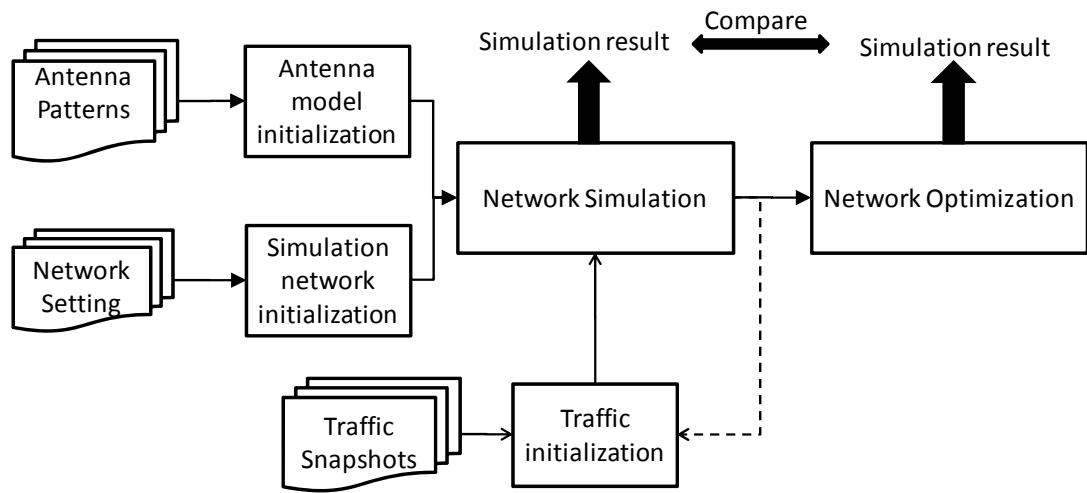 Compare
Simulation result
Simulation result
Antenna
Patterns
Antenna
model
initialization
Network Simulation
Network Optimization
Network
Setting
Simulation
network
initialization
Traffic
Snapshots
Traffic
initialization